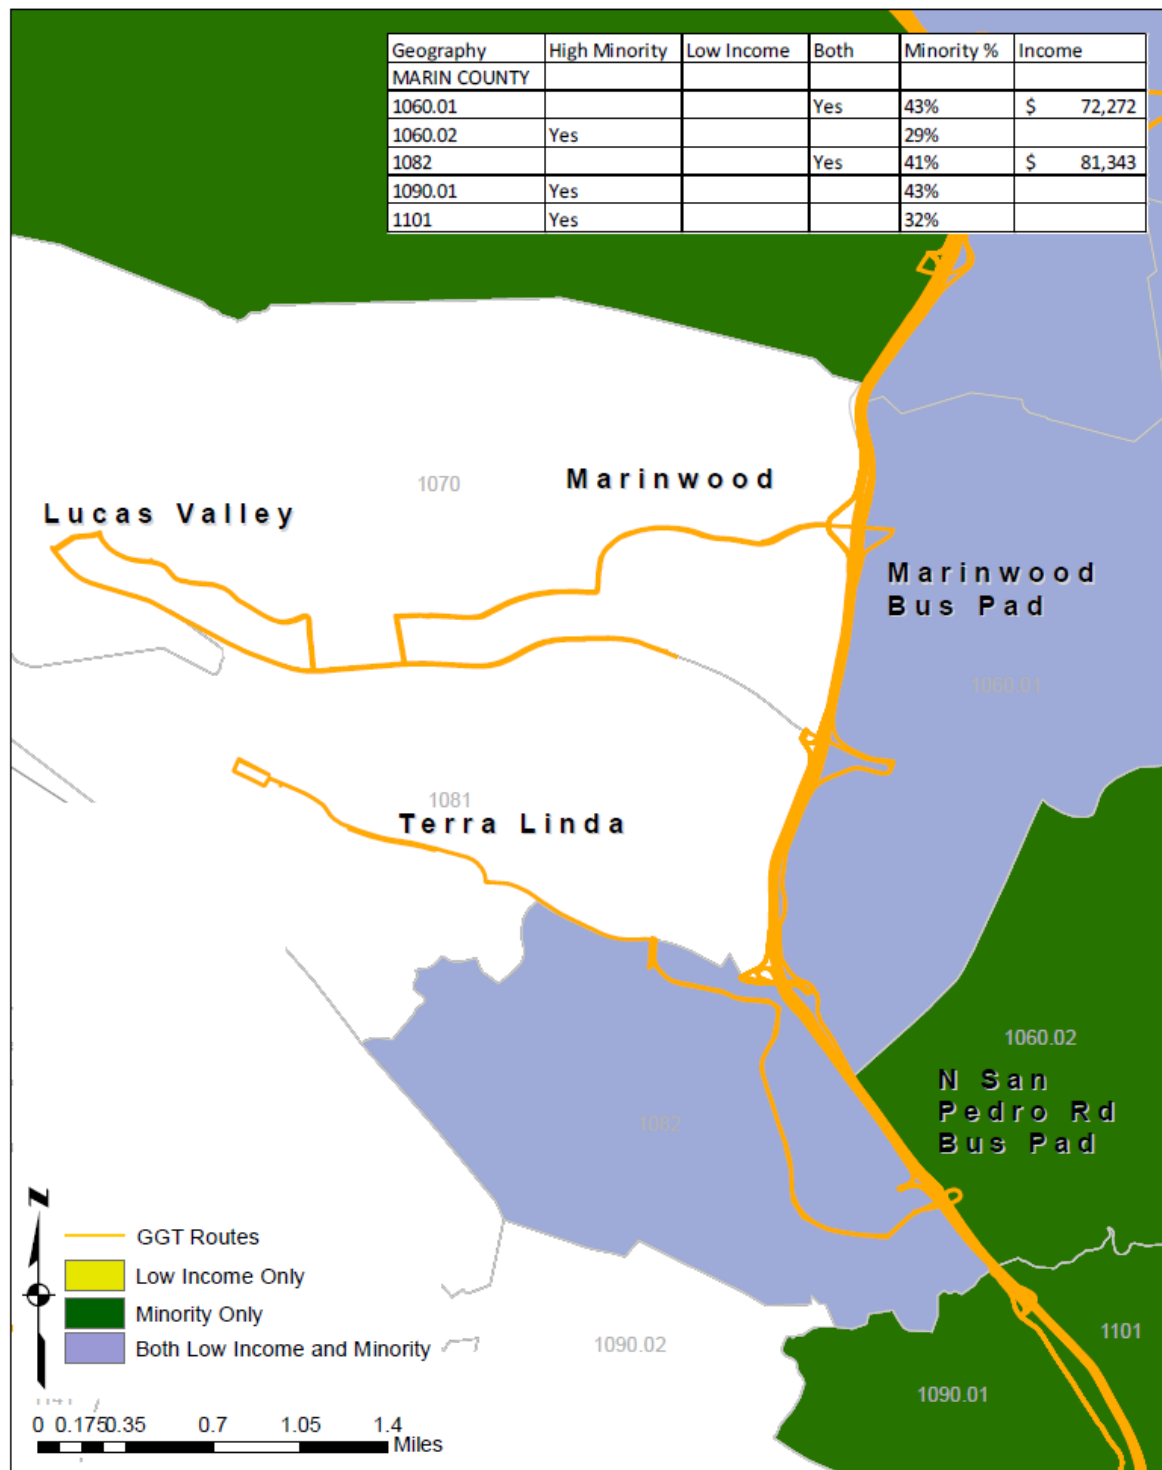 Geography High Minority Low Income Both Minority % Income
MARIN COUNTY
1060.01 Yes 43% $ 72,272
1060.02 Yes 29%
1082 Yes 41% $ 81,343
1090.01 Yes 43%
1101 Yes 32%
1070
Marinwood
Lucas Valley
Marinwood
Bus Pad
1060.01
1081
Terra Linda
1060.02
N San
Pedro Rd
Bus Pad
1082
N
GGT Routes
Low Income Only
Minority Only
Both Low Income and Minority
1090.02
1101
1090.01
0 0.175 0.35 0.7 1.05 1.4
Miles